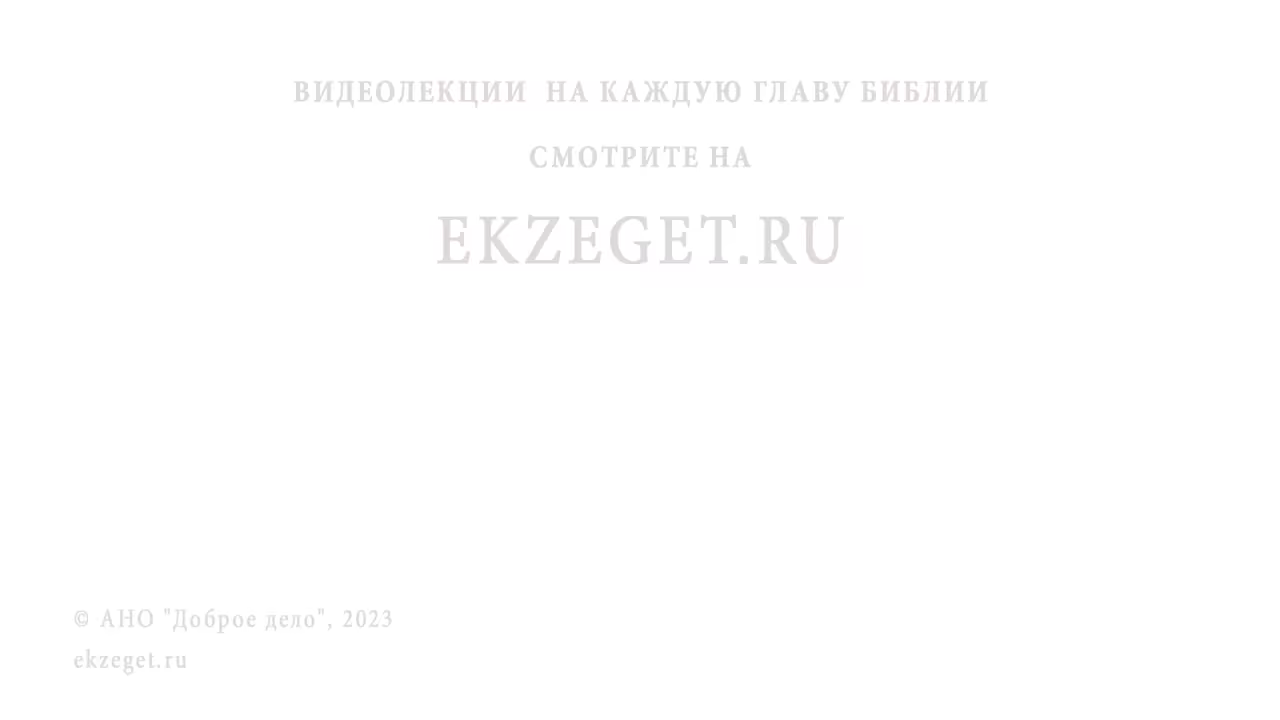 ВИДЕОЛЕКЦИИ НА КАЖДУЮ ГЛАВУ БИБЛИИ
СМОТРИТЕ НА
EKZEGET.RU
© АНО "Доброе дело", 2023
ekzeget.ru